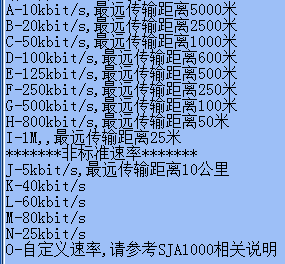 A-10kbit/s,最远传输距离5000米
B-20kbit/s,最远传输距离2500米
C-50kbit/s,最远传输距离1000米
D-100kbit/s,最远传输距离600米
E-125kbit/s,最远传输距离500米
F-250kbit/s,最远传输距离250米
G-500kbit/s,最远传输距离100米
H-800kbit/s,最远传输距离50米
I-1M,,最远传输距离25米
*******非标准速率*******
J-5kbit/s,最远传输距离10公里
K-40kbit/s
L-60kbit/s
M-80kbit/s
N-25kbit/s
O-自定义速率,请参考SJA1000相关说明